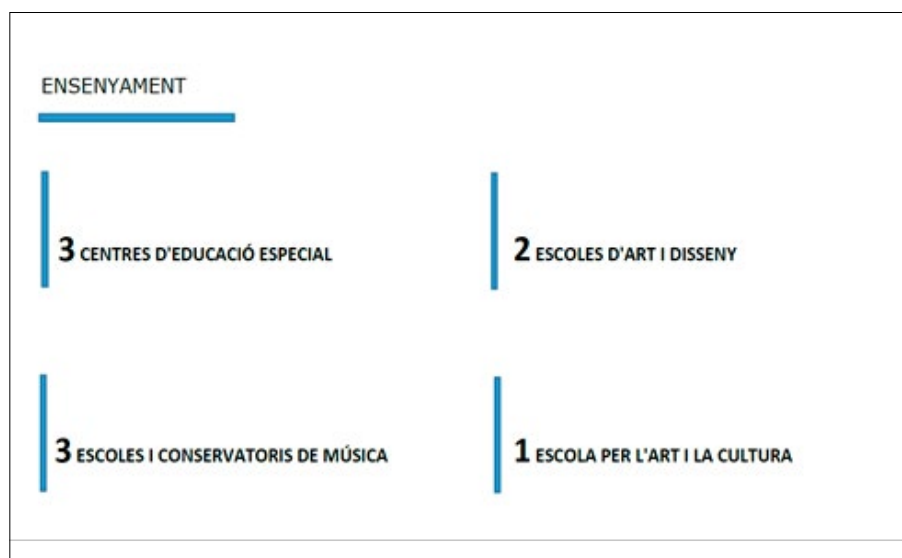 ENSENYAMENT
3 CENTRES D'EDUCACIÓ ESPECIAL
2 ESCOLES D'ART I DISSENY
3 ESCOLES I CONSERVATORIS DE MÚSICA
1 ESCOLA PER L'ART I LA CULTURA